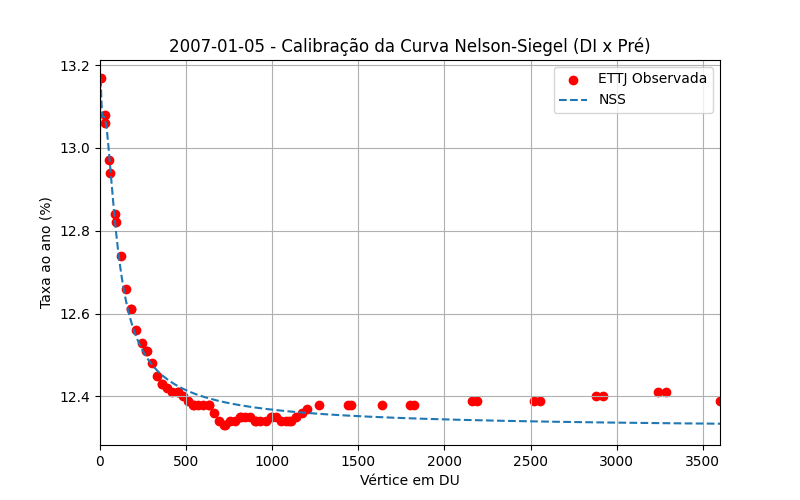 2007-01-05 - Calibração da Curva Nelson-Siegel (DI x Pré)
ETTJ Observada
NSS
Taxa ao ano (%)
13.2
13.0
12.8
12.6
12.4
0 500 1000 1500 2000 2500 3000 3500
Vértice em DU